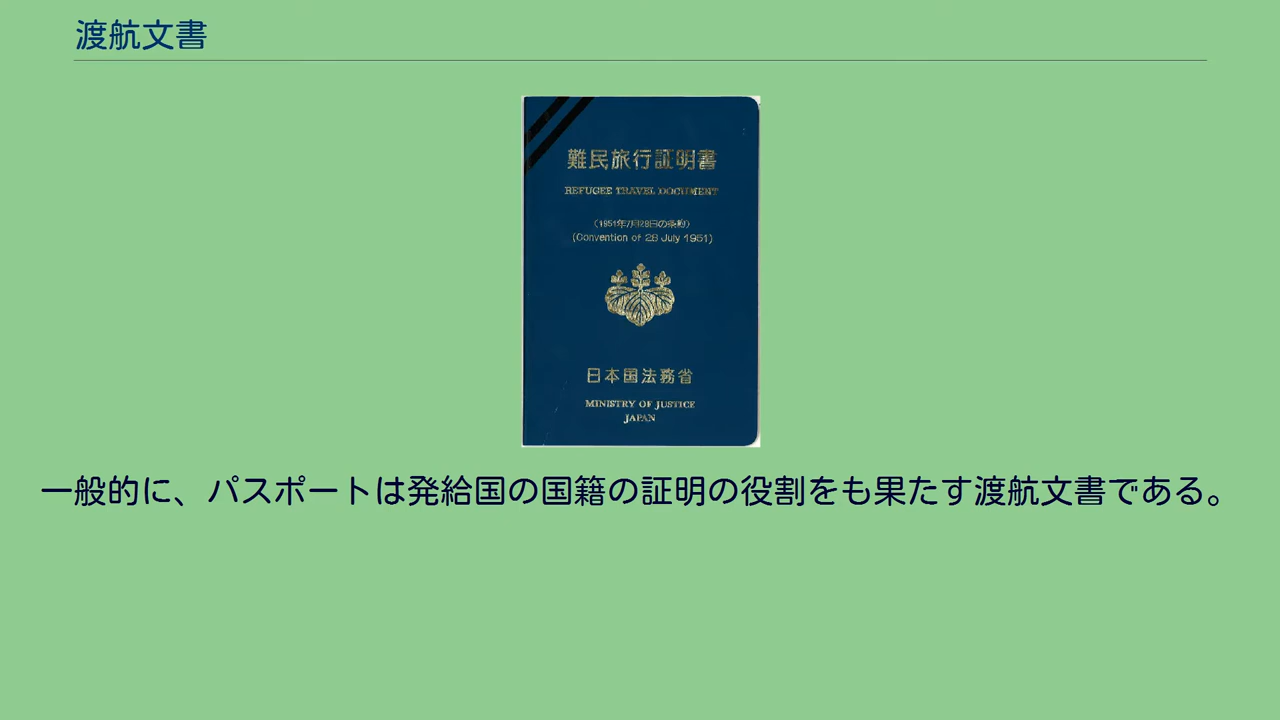 渡航文書
難民旅行証明書
REFUGEE TRAVEL DOCUMENT
(1951年7月28日の条約)
(Convention of 28 July 1951)
日本国法務省
MINISTRY OF JUSTICE
JAPAN
一般的に、パスポートは発給国の国籍の証明の役割をも果たす渡航文書である。